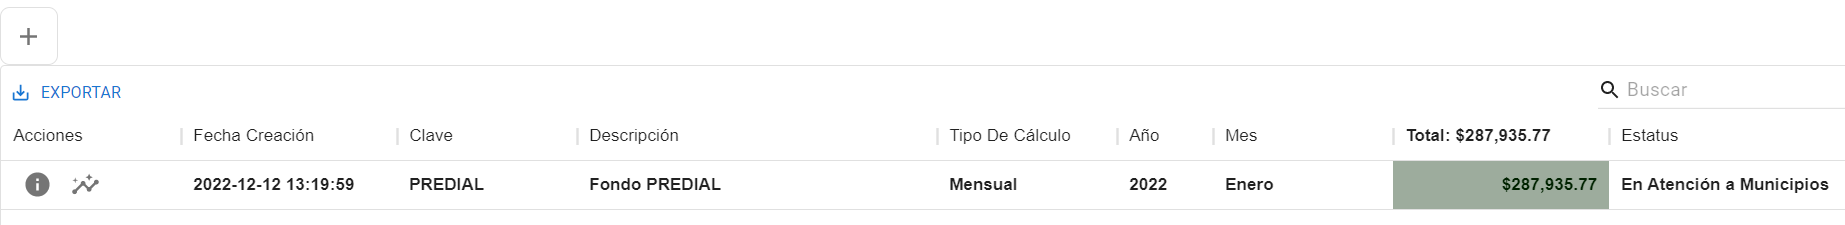 EXPORTAR
Buscar
Acciones Fecha Creación Clave Descripción Tipo De Cálculo Año Mes Total: $287,935.77 Estatus
2022-12-12 13:19:59 PREDIAL Fondo PREDIAL Mensual 2022 Enero $287,935.77 En Atención a Municipios